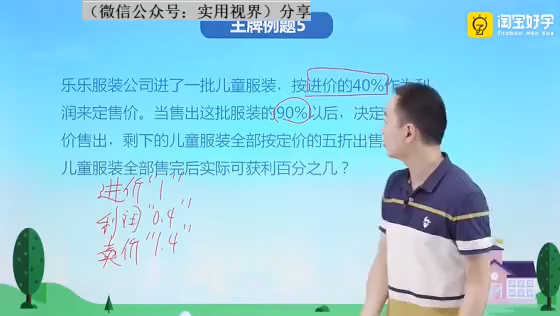 （微信公众号：实用视界）分享
王牌例题5
淘宝好学
乐乐服装公司进了一批儿童服装，按进价的40%作为利
润来定售价。当售出这批服装的90%以后，决定
价售出，剩下的儿童服装全部按定价的五折出售
儿童服装全部售完后实际可获利百分之几？
进价“1”
利润“0.4”
卖价“1.4”